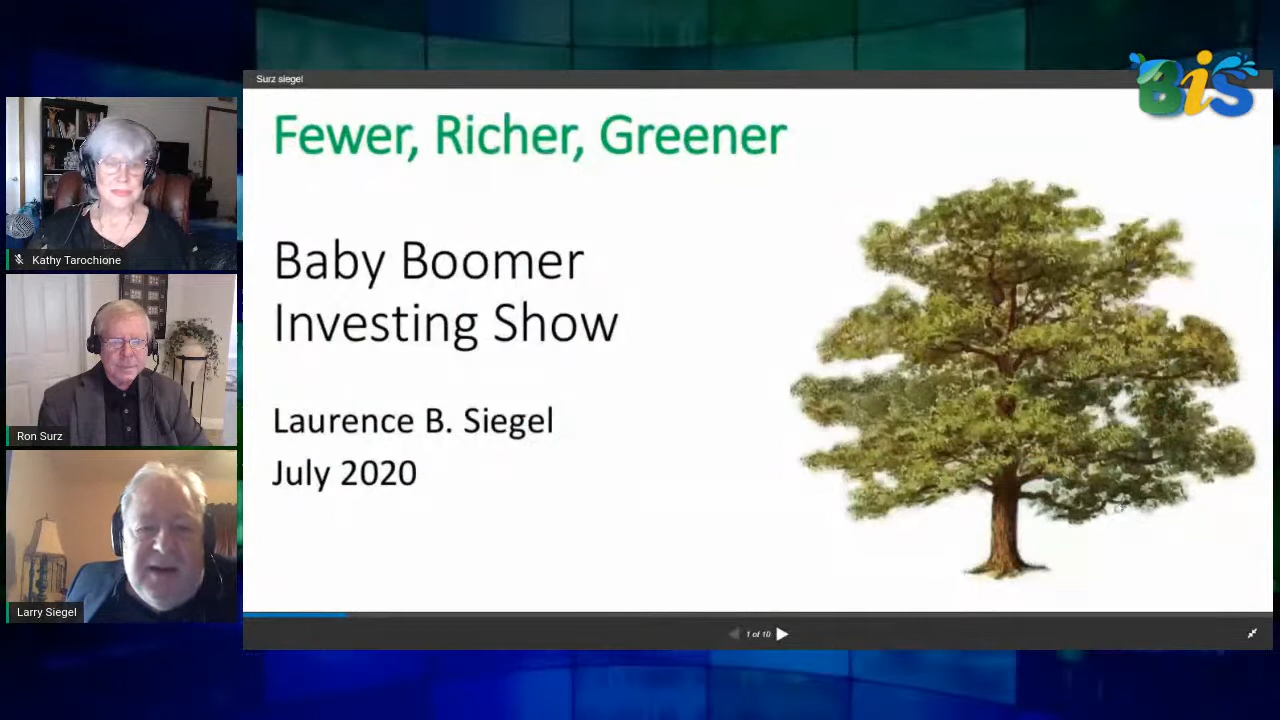 Surz siegel
BiS
Fewer, Richer, Greener
Baby Boomer
Investing Show
Laurence B. Siegel
July 2020
Kathy Tarochione
Ron Surz
Larry Siegel
1 of 10